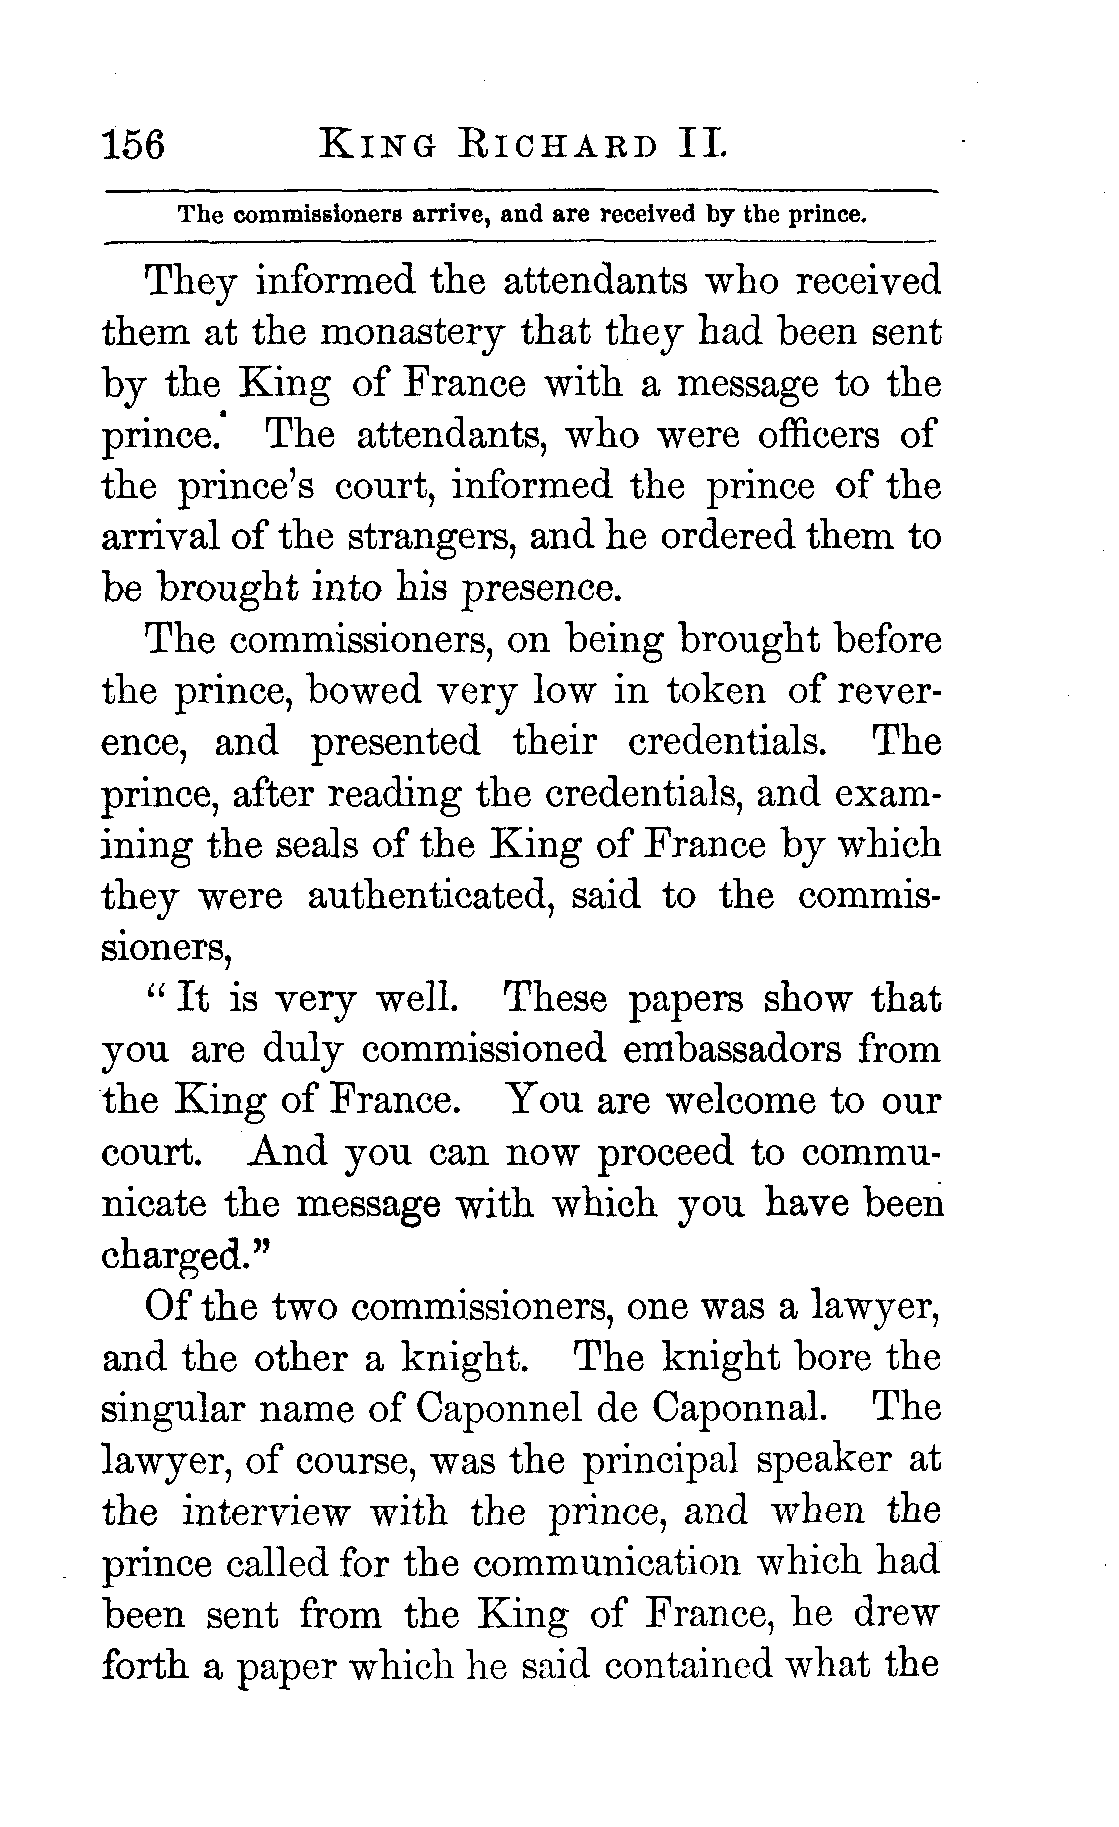 156 KING RICHARD II.
The commissioners arrive, and are received by the prince.
They informed the attendants who received
them at the monastery that they had been sent
by the King of France with a message to the
prince. The attendants, who were officers of
the prince's court, informed the prince of the
arrival of the strangers, and he ordered them to
be brought into his presence.
The commissioners, on being brought before
the prince, bowed very low in token of rever-
ence, and presented their credentials. The
prince, after reading the credentials, and exam-
ining the seals of the King of France by which
they were authenticated, said to the commis-
sioners,
“It is very well. These papers show that
you are duly commissioned embassadors from
the King of France. You are welcome to our
court. And you can now proceed to commu-
nicate the message with which you have been
charged.”
Of the two commissioners, one was a lawyer,
and the other a knight. The knight bore the
singular name of Caponnel de Caponnal. The
lawyer, of course, was the principal speaker at
the interview with the prince, and when the
prince called for the communication which had
been sent from the King of France, he drew
forth a paper which he said contained what the